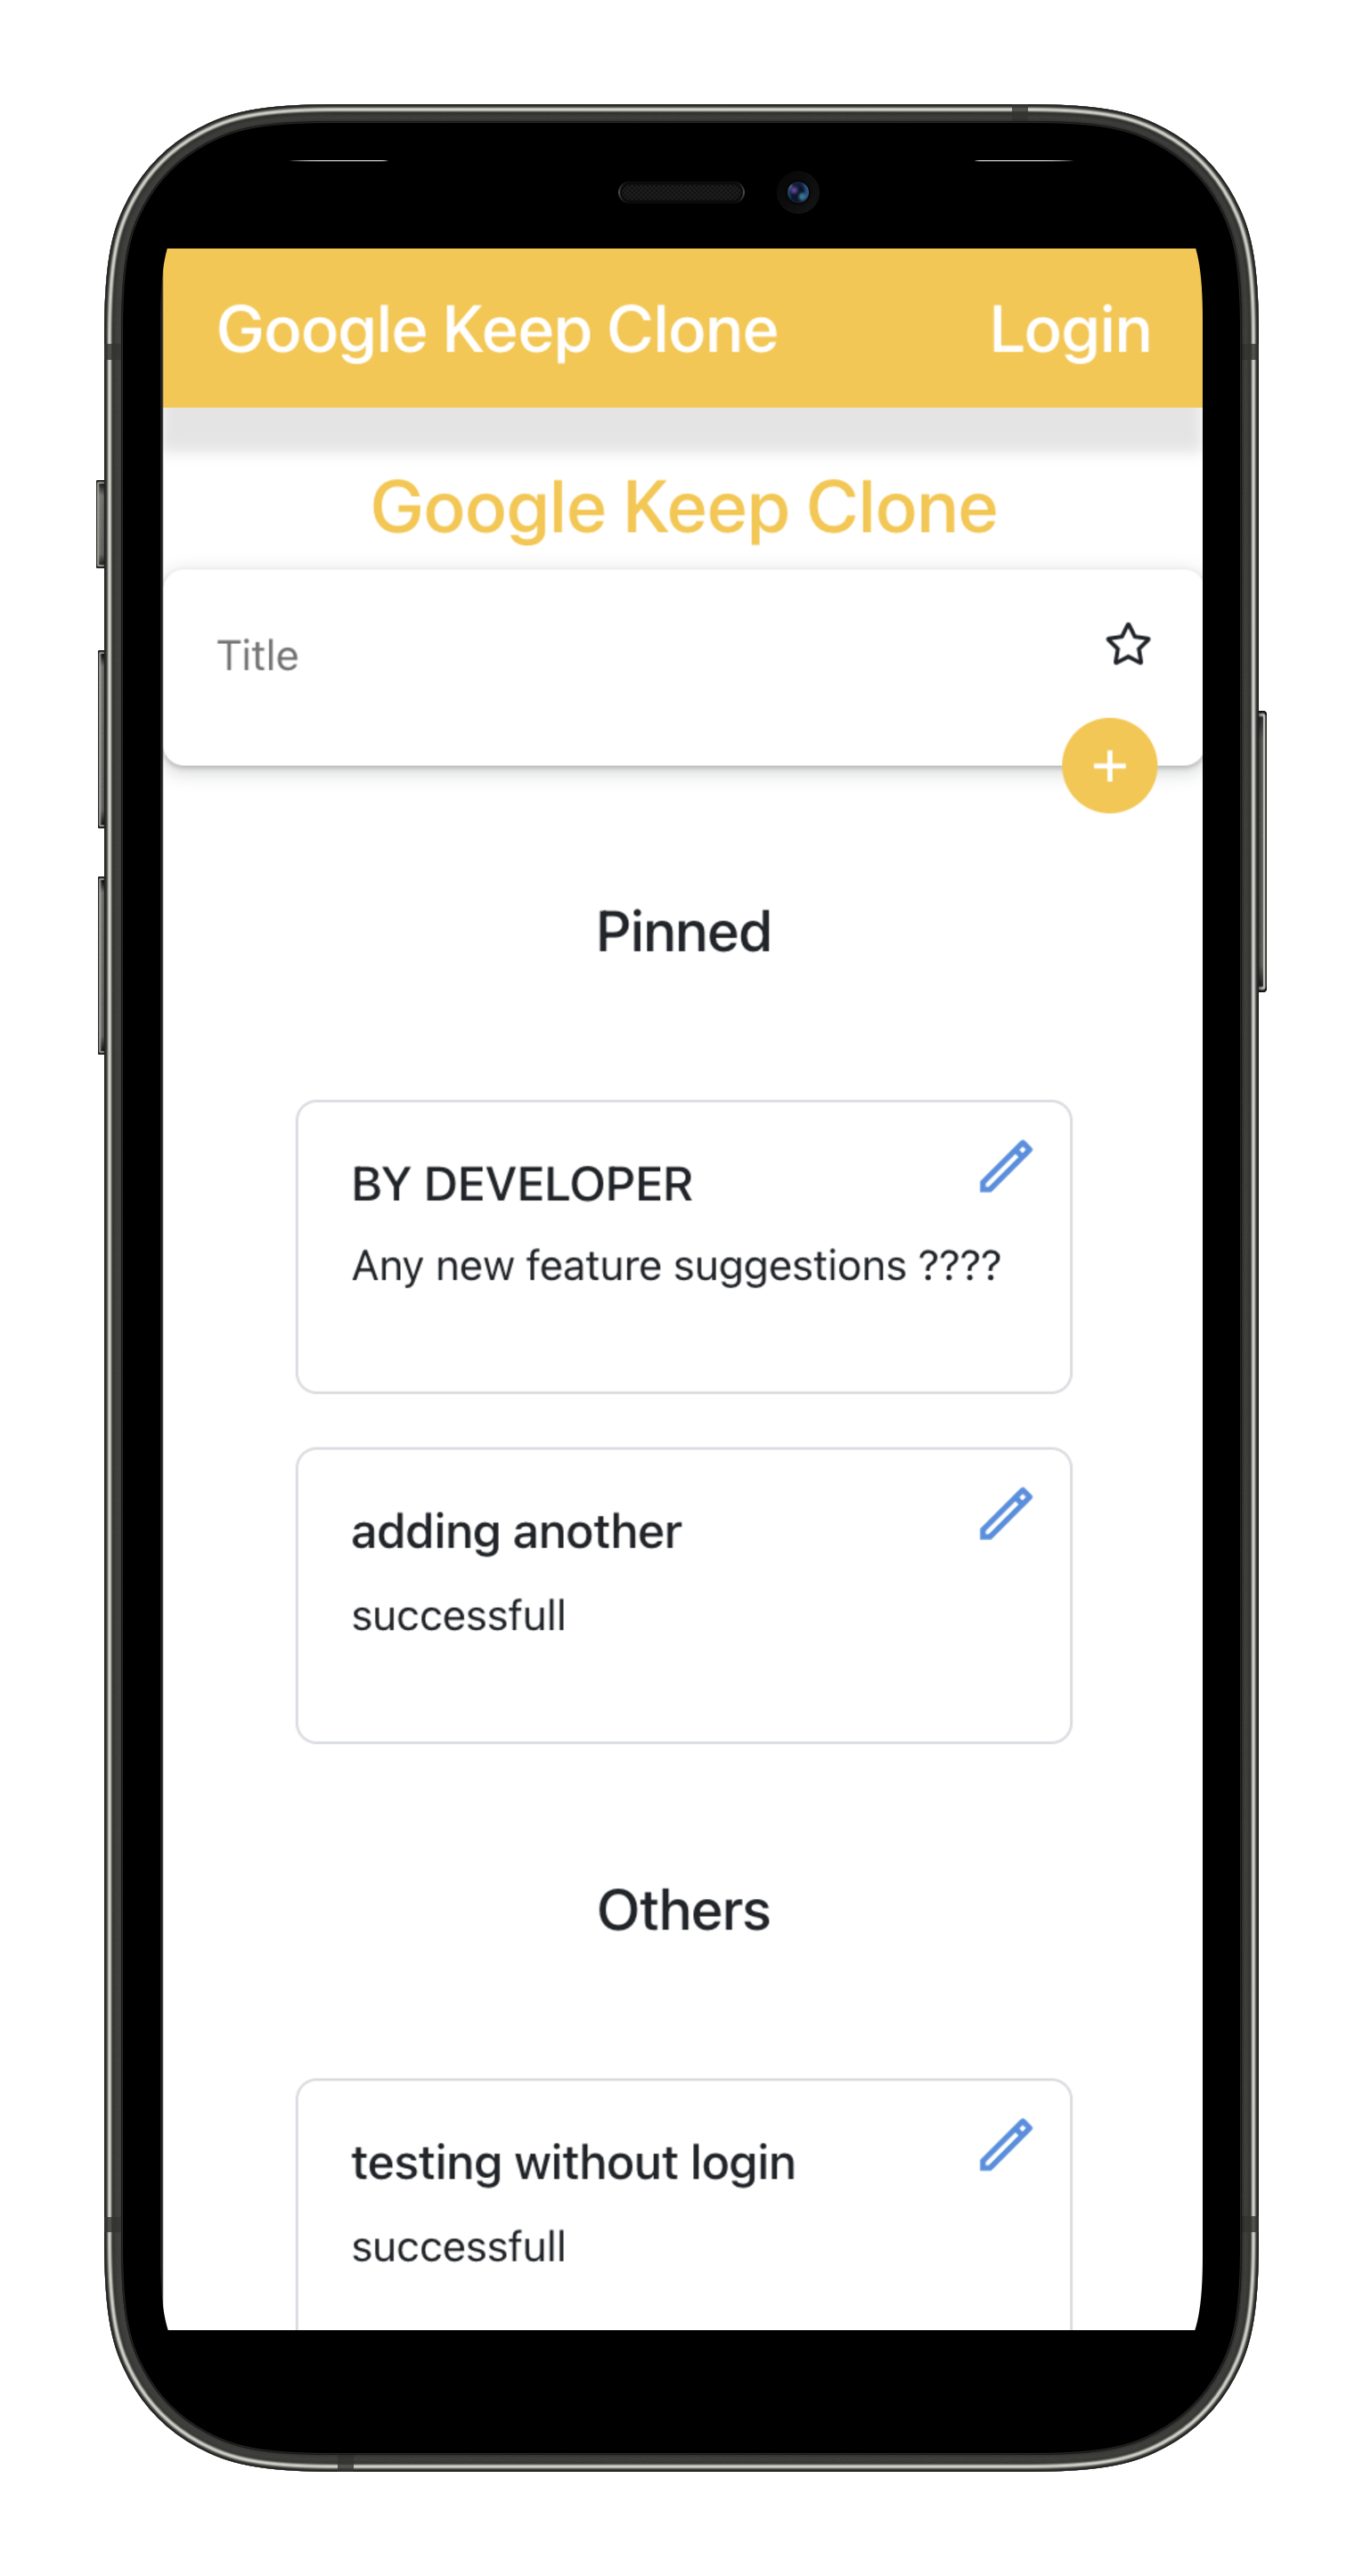 Google Keep Clone Login
Google Keep Clone
Title
Pinned
BY DEVELOPER
Any new feature suggestions ????
adding another
successfull
Others
testing without login
successfull